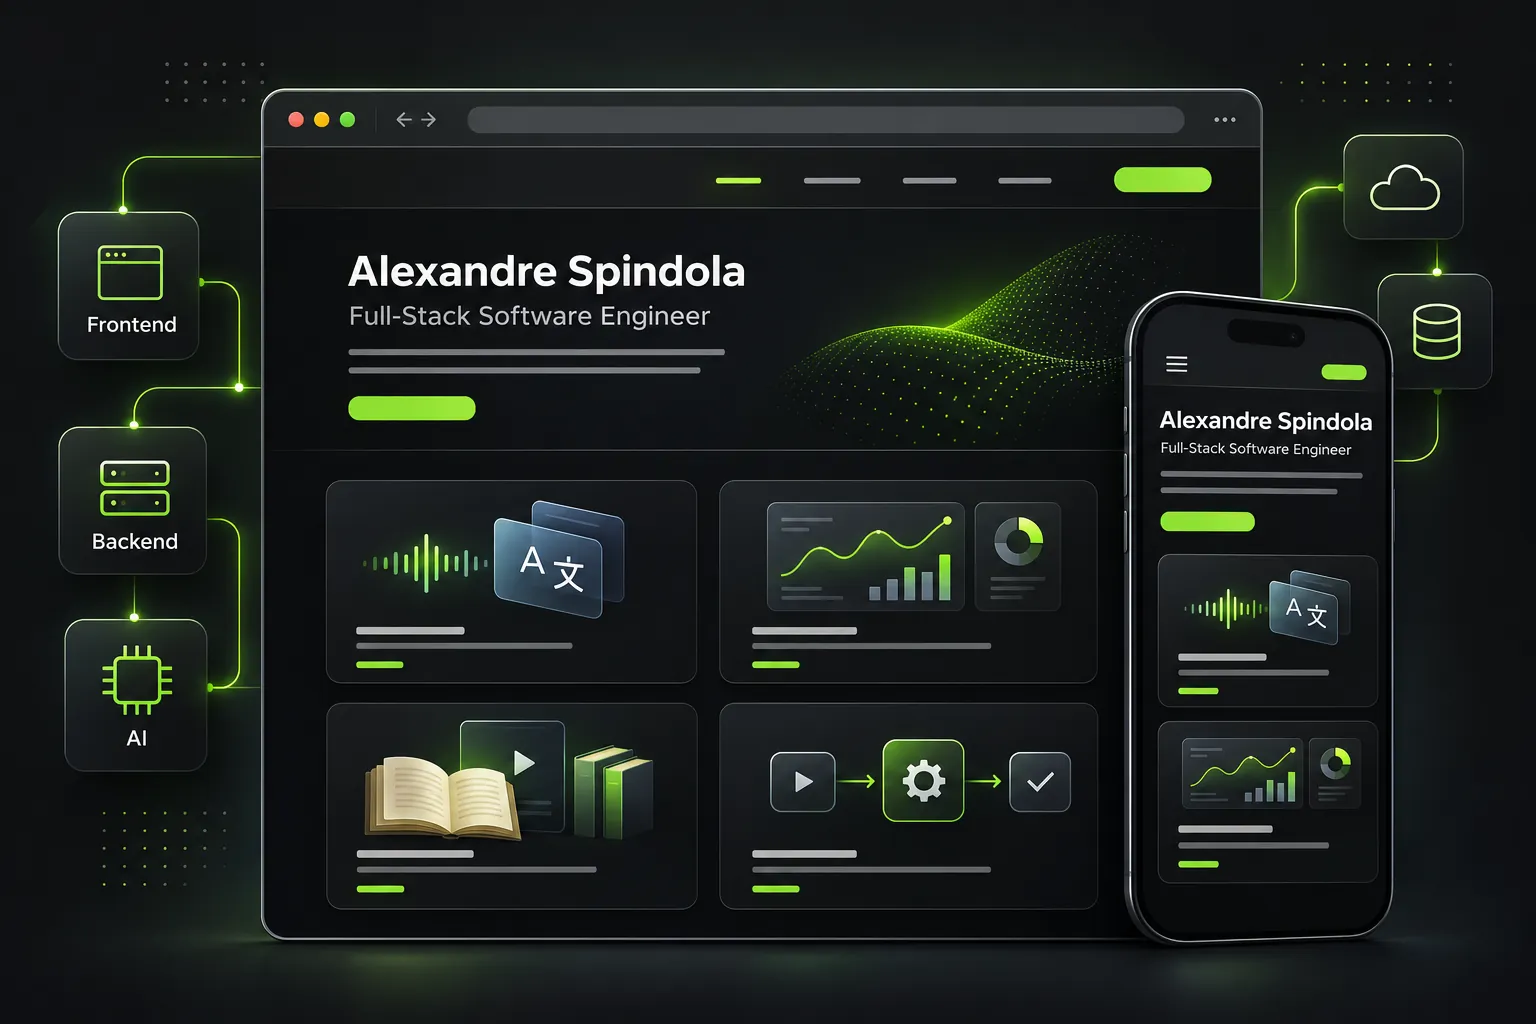 Alexandre Spindola
Full-Stack Software Engineer
Frontend
Backend
AI
A 文
Alexandre Spindola
Full-Stack Software Engineer
A 文